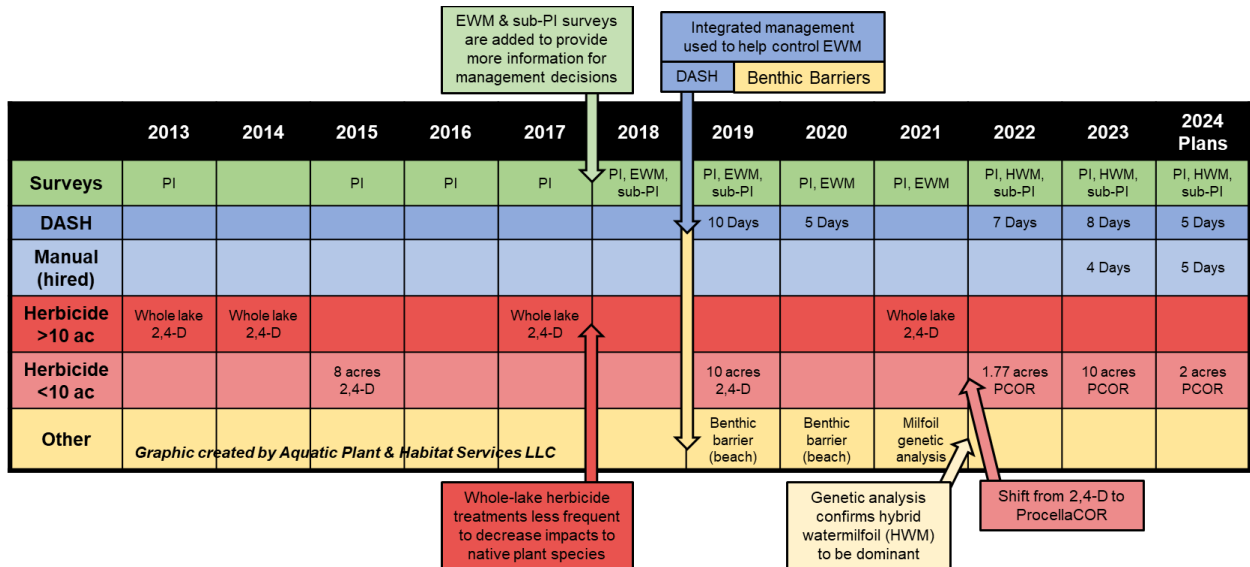 EWM & sub-PI surveys
are added to provide
more information for
management decisions
Integrated management
used to help control EWM
DASH
Benthic Barriers
2013
2014
2015
2016
2017
2018
2019
2020
2021
2022
2023
2024
Plans
Surveys
PI
PI
PI
PI
PI, EWM,
sub-PI
PI, EWM,
sub-PI
PI, EWM
PI, EWM
PI, HWM,
sub-PI
PI, HWM,
sub-PI
PI, HWM,
sub-PI
DASH
10 Days
5 Days
7 Days
8 Days
5 Days
Manual
(hired)
4 Days
5 Days
Herbicide
>10 ac
Whole lake
2,4-D
Whole lake
2,4-D
Whole lake
2,4-D
Whole lake
2,4-D
Herbicide
<10 ac
8 acres
2,4-D
10 acres
2,4-D
1.77 acres
PCOR
10 acres
PCOR
2 acres
PCOR
Other
Graphic created by Aquatic Plant & Habitat Services LLC
Benthic
barrier
(beach)
Benthic
barrier
(beach)
Milfoil
genetic
analysis
Whole-lake herbicide
treatments less frequent
to decrease impacts to
native plant species
Genetic analysis
confirms hybrid
watermilfoil (HWM)
to be dominant
Shift from 2,4-D to
ProcellaCOR